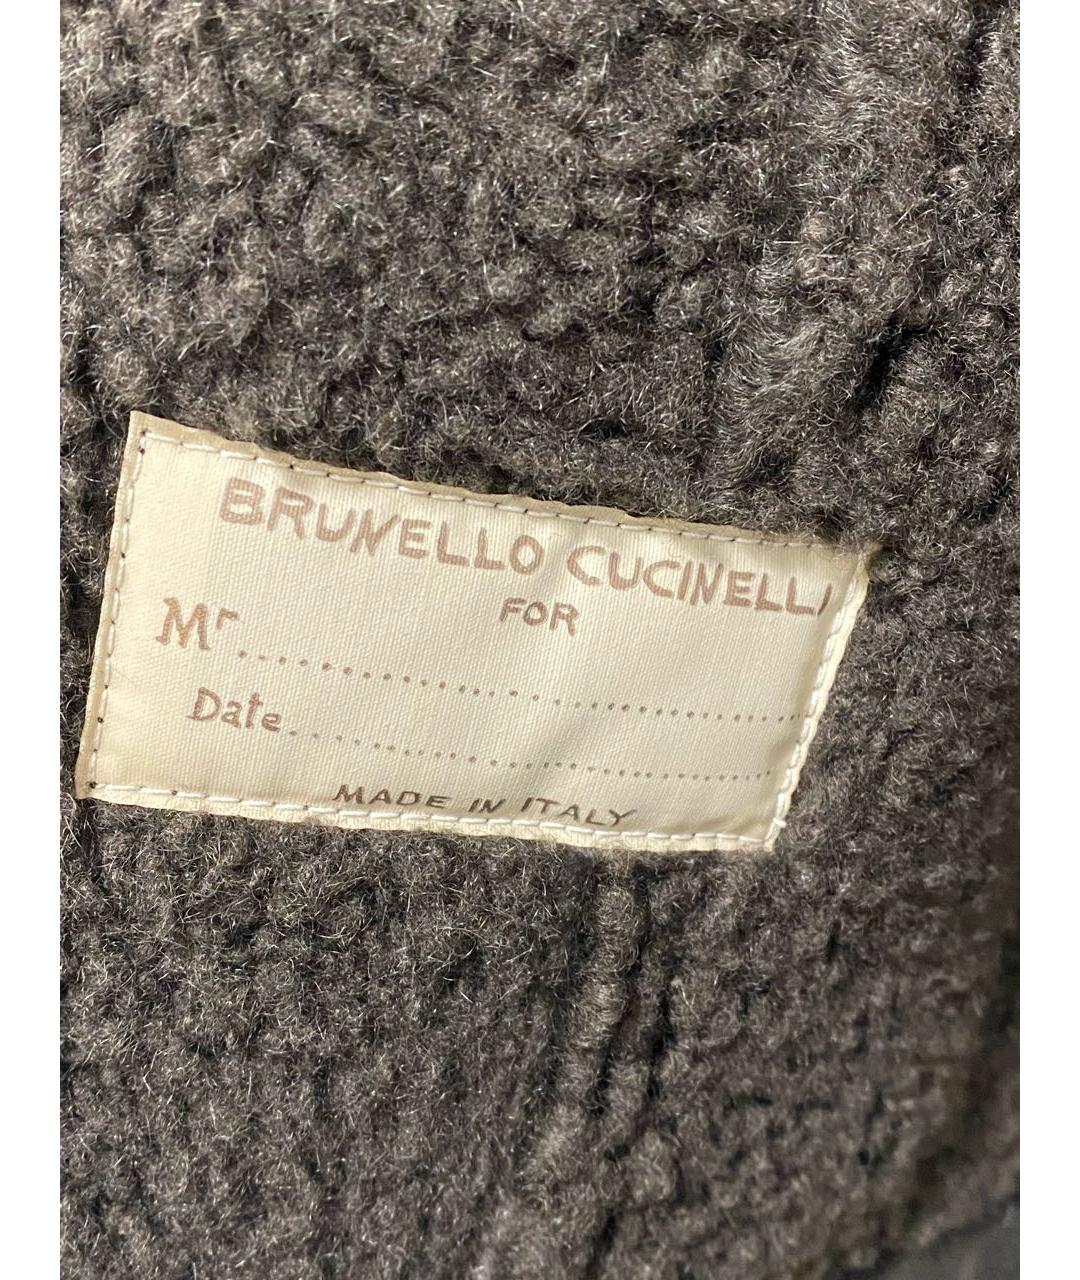 BRUNELLO CUCINELLI
FOR
Mr....................................
Date....................................
MADE IN ITALY